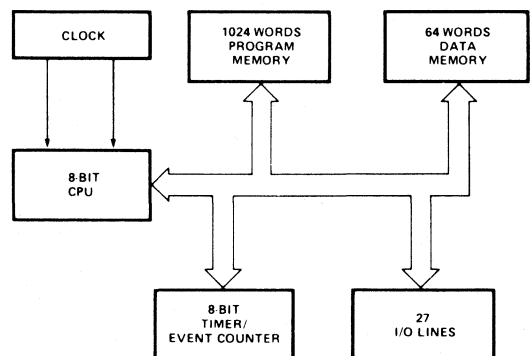 CLOCK
1024 WORDS
PROGRAM
MEMORY
64 WORDS
DATA
MEMORY
8-BIT
CPU
8-BIT
TIMER/
EVENT COUNTER
27
I/O LINES